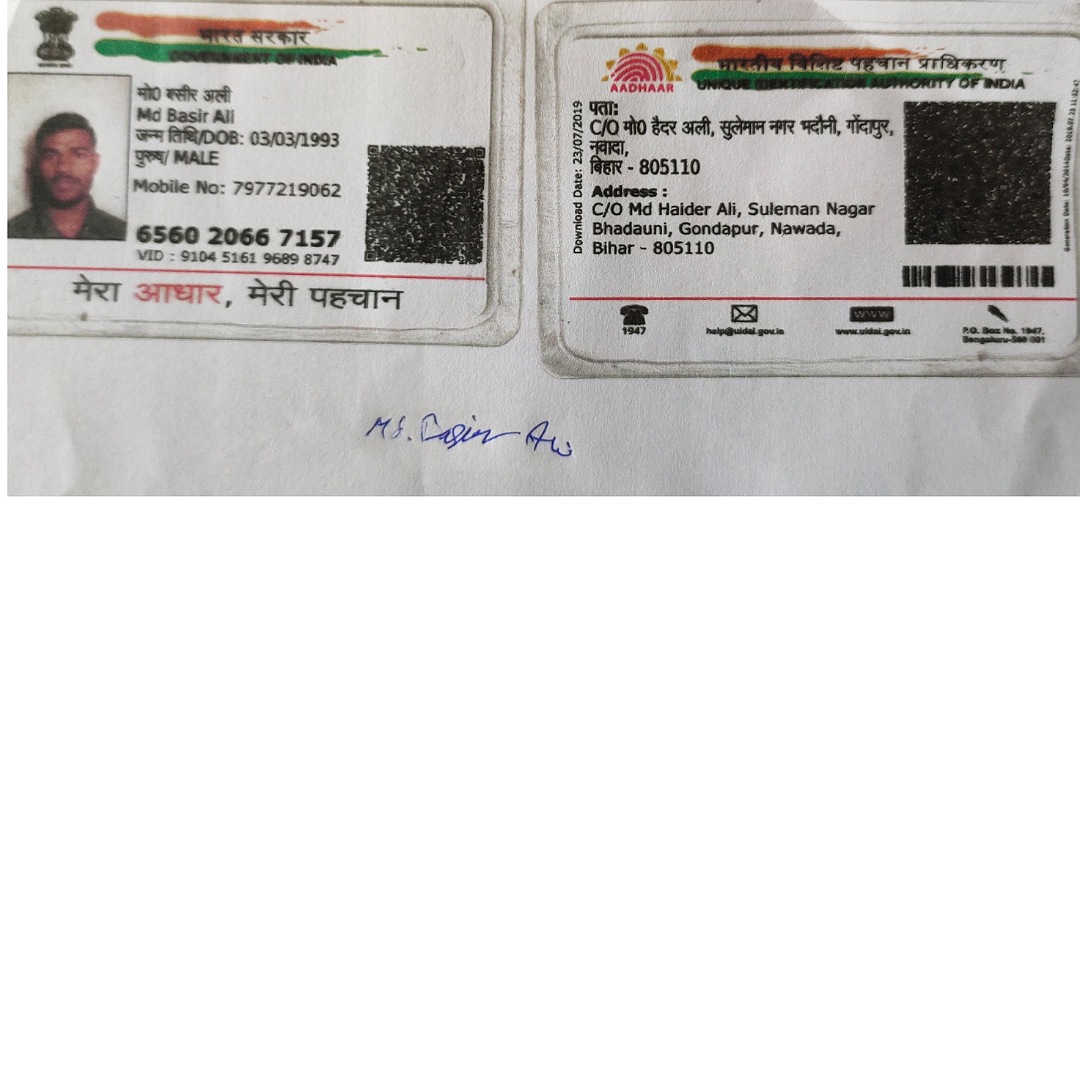 भारत सरकार
GOVERNMENT OF INDIA
मो0 बसीर अली
Md Basir Ali
जन्म तिथि/DOB: 03/03/1993
पुरुष/ MALE
Mobile No: 7977219062
6560 2066 7157
VID : 9104 5161 9689 8747
मेरा आधार, मेरी पहचान
भारतीय विशिष्ट पहचान प्राधिकरण
UNIQUE IDENTIFICATION AUTHORITY OF INDIA
AADHAAR
Download Date: 23/07/2019
पता:
C/O मो0 हैदर अली, सुलेमान नगर भदौनी, गोंदापुर,
नवादा,
बिहार - 805110
Address :
C/O Md Haider Ali, Suleman Nagar
Bhadauni, Gondapur, Nawada,
Bihar - 805110
Generation Date:
1947
help@uidai.gov.in
www
www.uidai.gov.in
P.O. Box No. 1947,
Bengaluru-560 001
Md. Basir Ali